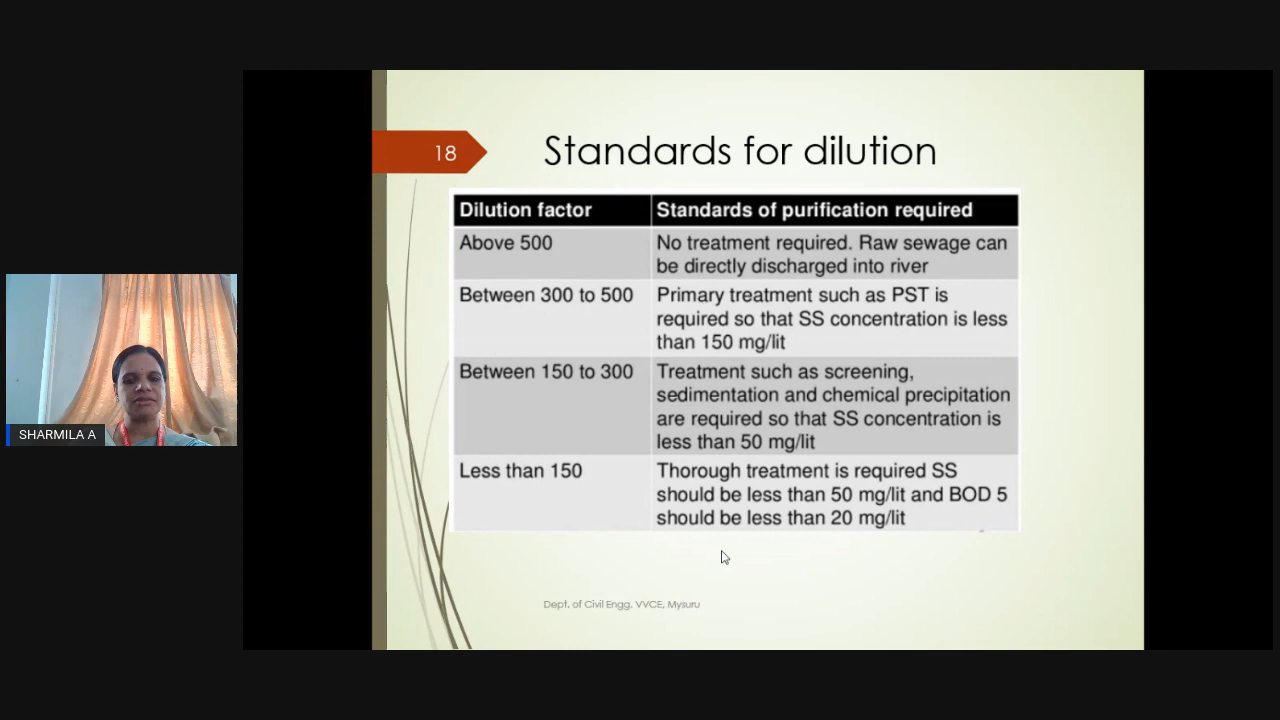 18
Standards for dilution
Dilution factor
Standards of purification required
Above 500
No treatment required. Raw sewage can
be directly discharged into river
Between 300 to 500
Primary treatment such as PST is
required so that SS concentration is less
than 150 mg/lit
Between 150 to 300
Treatment such as screening,
sedimentation and chemical precipitation
are required so that SS concentration is
less than 50 mg/lit
Less than 150
Thorough treatment is required SS
should be less than 50 mg/lit and BOD 5
should be less than 20 mg/lit
SHARMILA A
Dept. of Civil Engg. VVCE, Mysuru